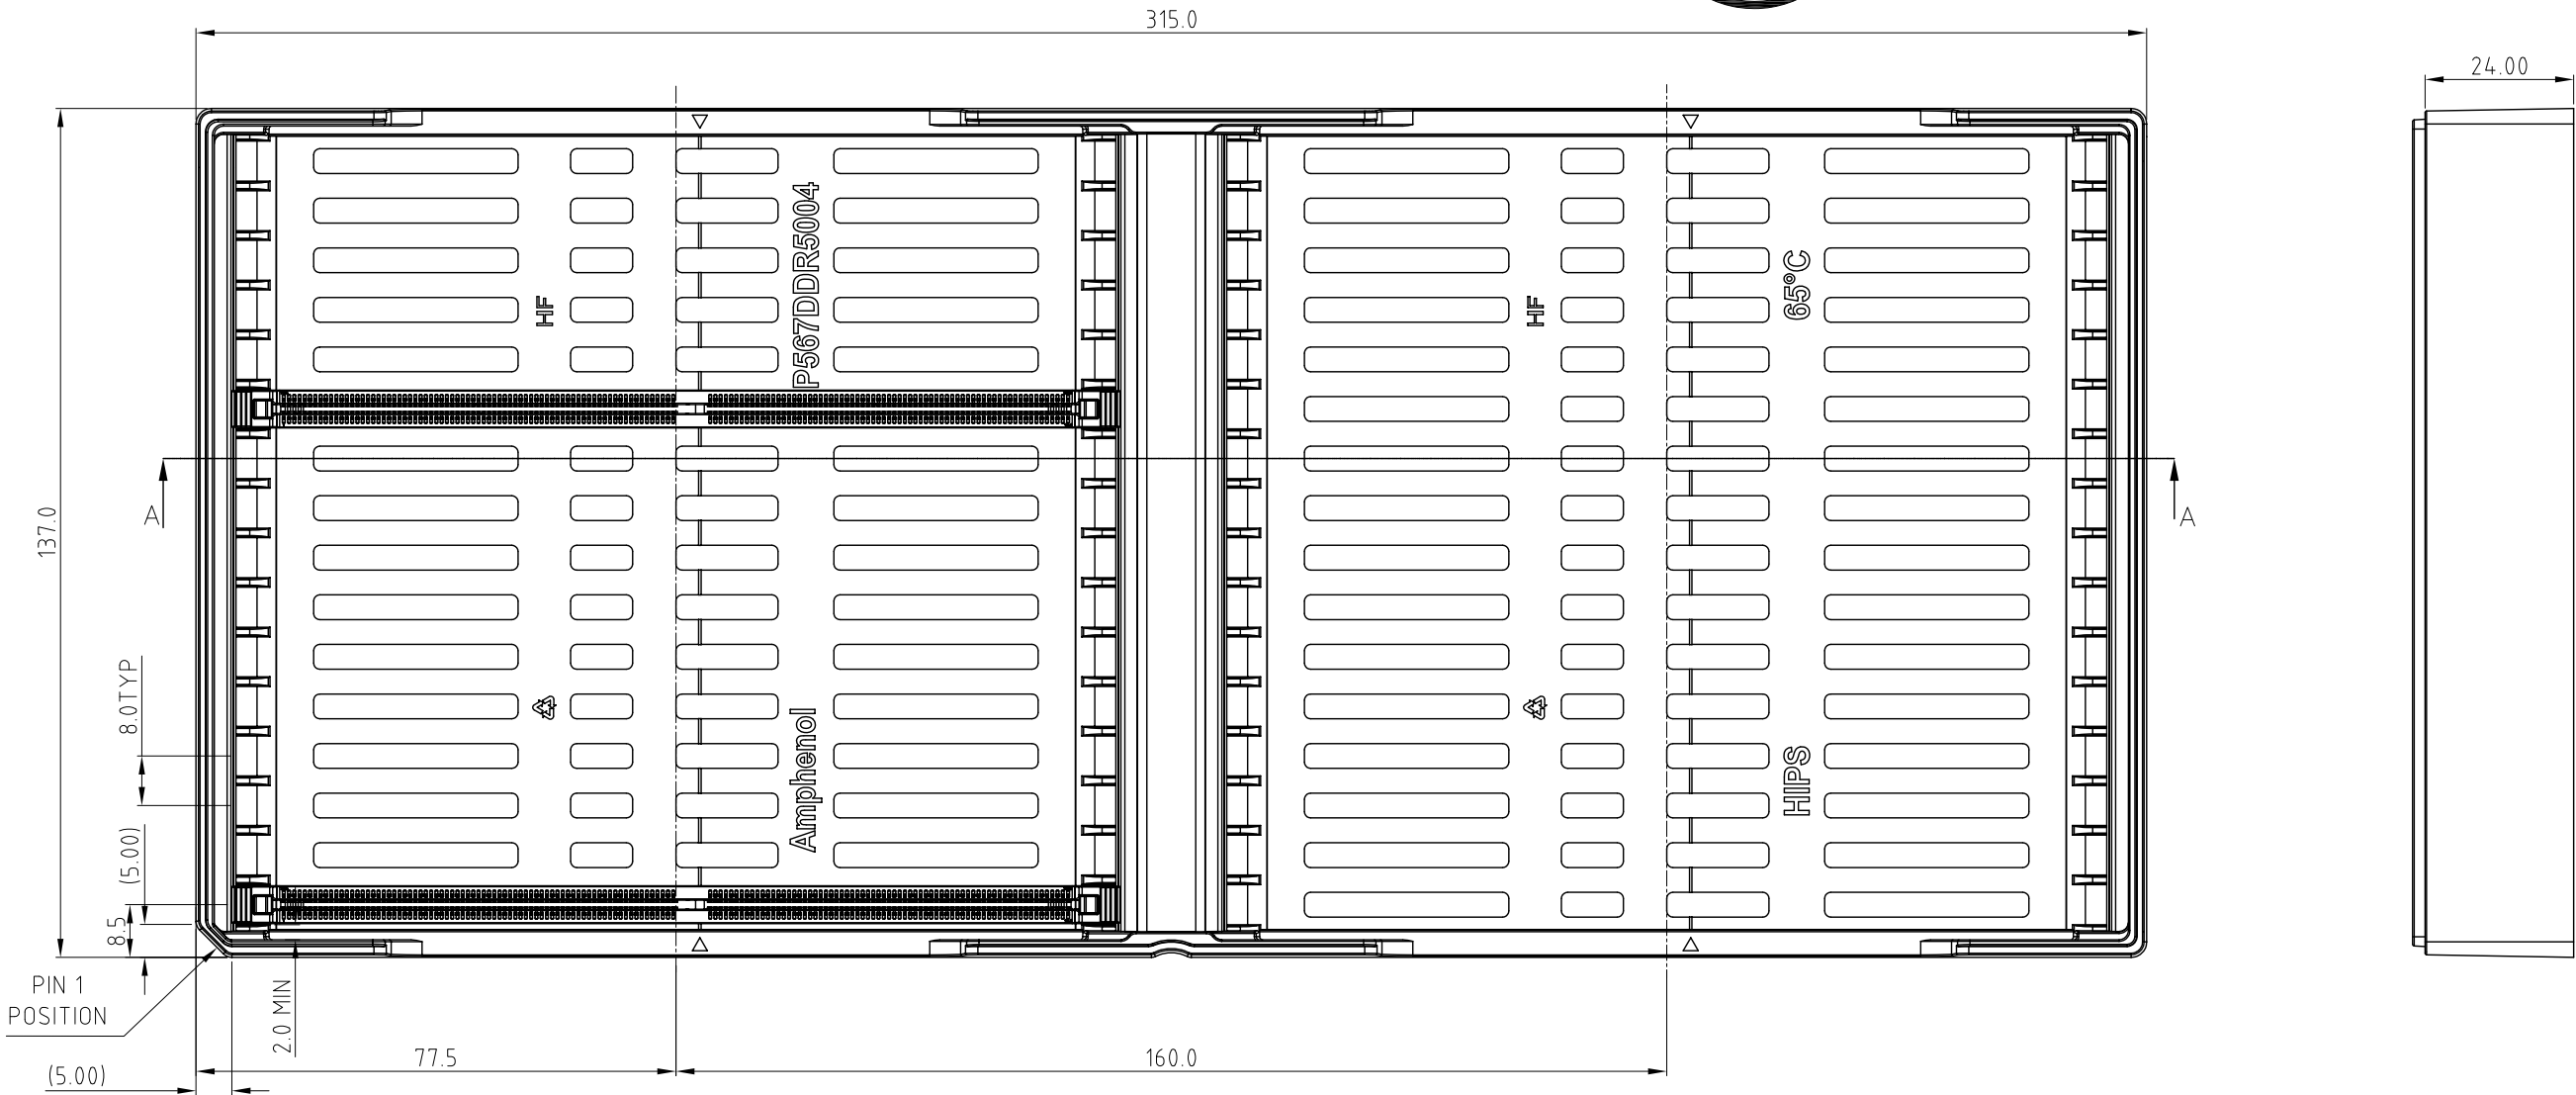 315.0
24.00
P567DDR5004
HF
65°C
HF
A
A
137.0
8.0TYP
(5.00)
8.5
Amphenol
HIPS
PIN 1
POSITION
2.0 MIN
77.5
160.0
(5.00)